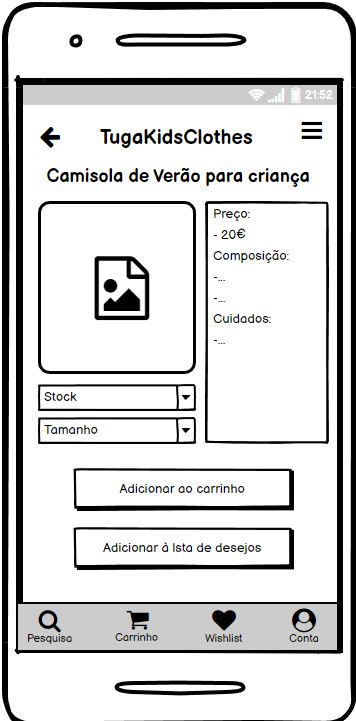 21:52
TugaKidsClothes
Camisola de Verão para criança
Preço:
- 20€
Composição:
-...
-...
Cuidados:
-...
Stock
Tamanho
Adicionar ao carrinho
Adicionar à lsta de desejos
Pesquisa
Carrinho
Wishlist
Conta